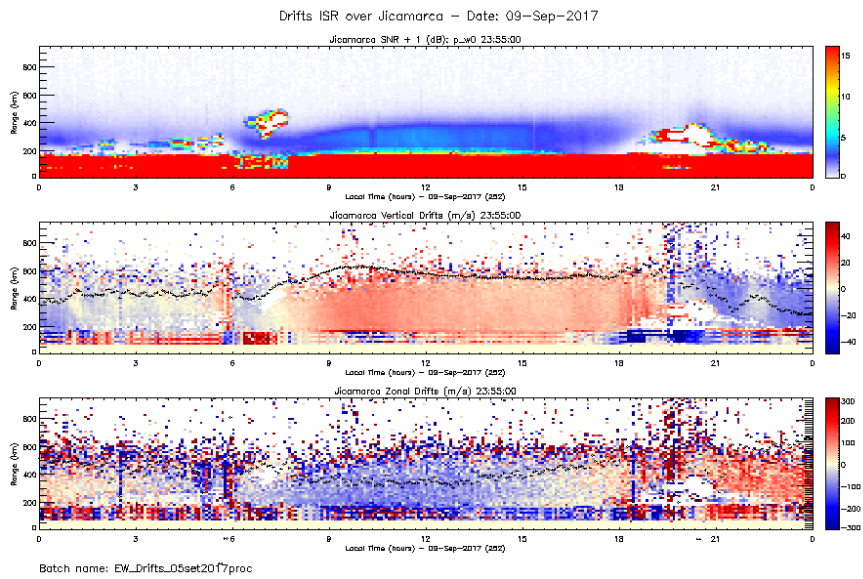 Drifts ISR over Jicamarca - Date: 09-Sep-2017
Jicamarca SNR + 1 (dB): p_w0 23:55:00
Range (km)
800
600
400
200
0
0 3 6 9 12 15 18 21 0
Local Time (hours) - 09-Sep-2017 (252)
15
10
5
0
Jicamarca Vertical Drifts (m/s) 23:55:00
Range (km)
800
600
400
200
0
0 3 6 9 12 15 18 21 0
Local Time (hours) - 09-Sep-2017 (252)
40
20
0
-20
-40
Jicamarca Zonal Drifts (m/s) 23:55:00
Range (km)
800
600
400
200
0
0 3 6 9 12 15 18 21 0
Local Time (hours) - 09-Sep-2017 (252)
300
200
100
0
-100
-200
-300
Batch name: EW_Drifts_05set2017proc